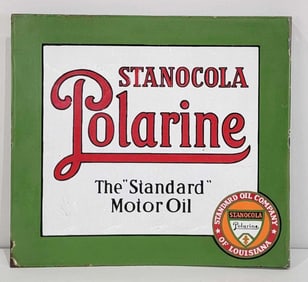 STANOCOLA
Polarine
The "Standard"
Motor Oil
STANDARD OIL COMPANY
STANOCOLA
Polarine
OF LOUISIANA